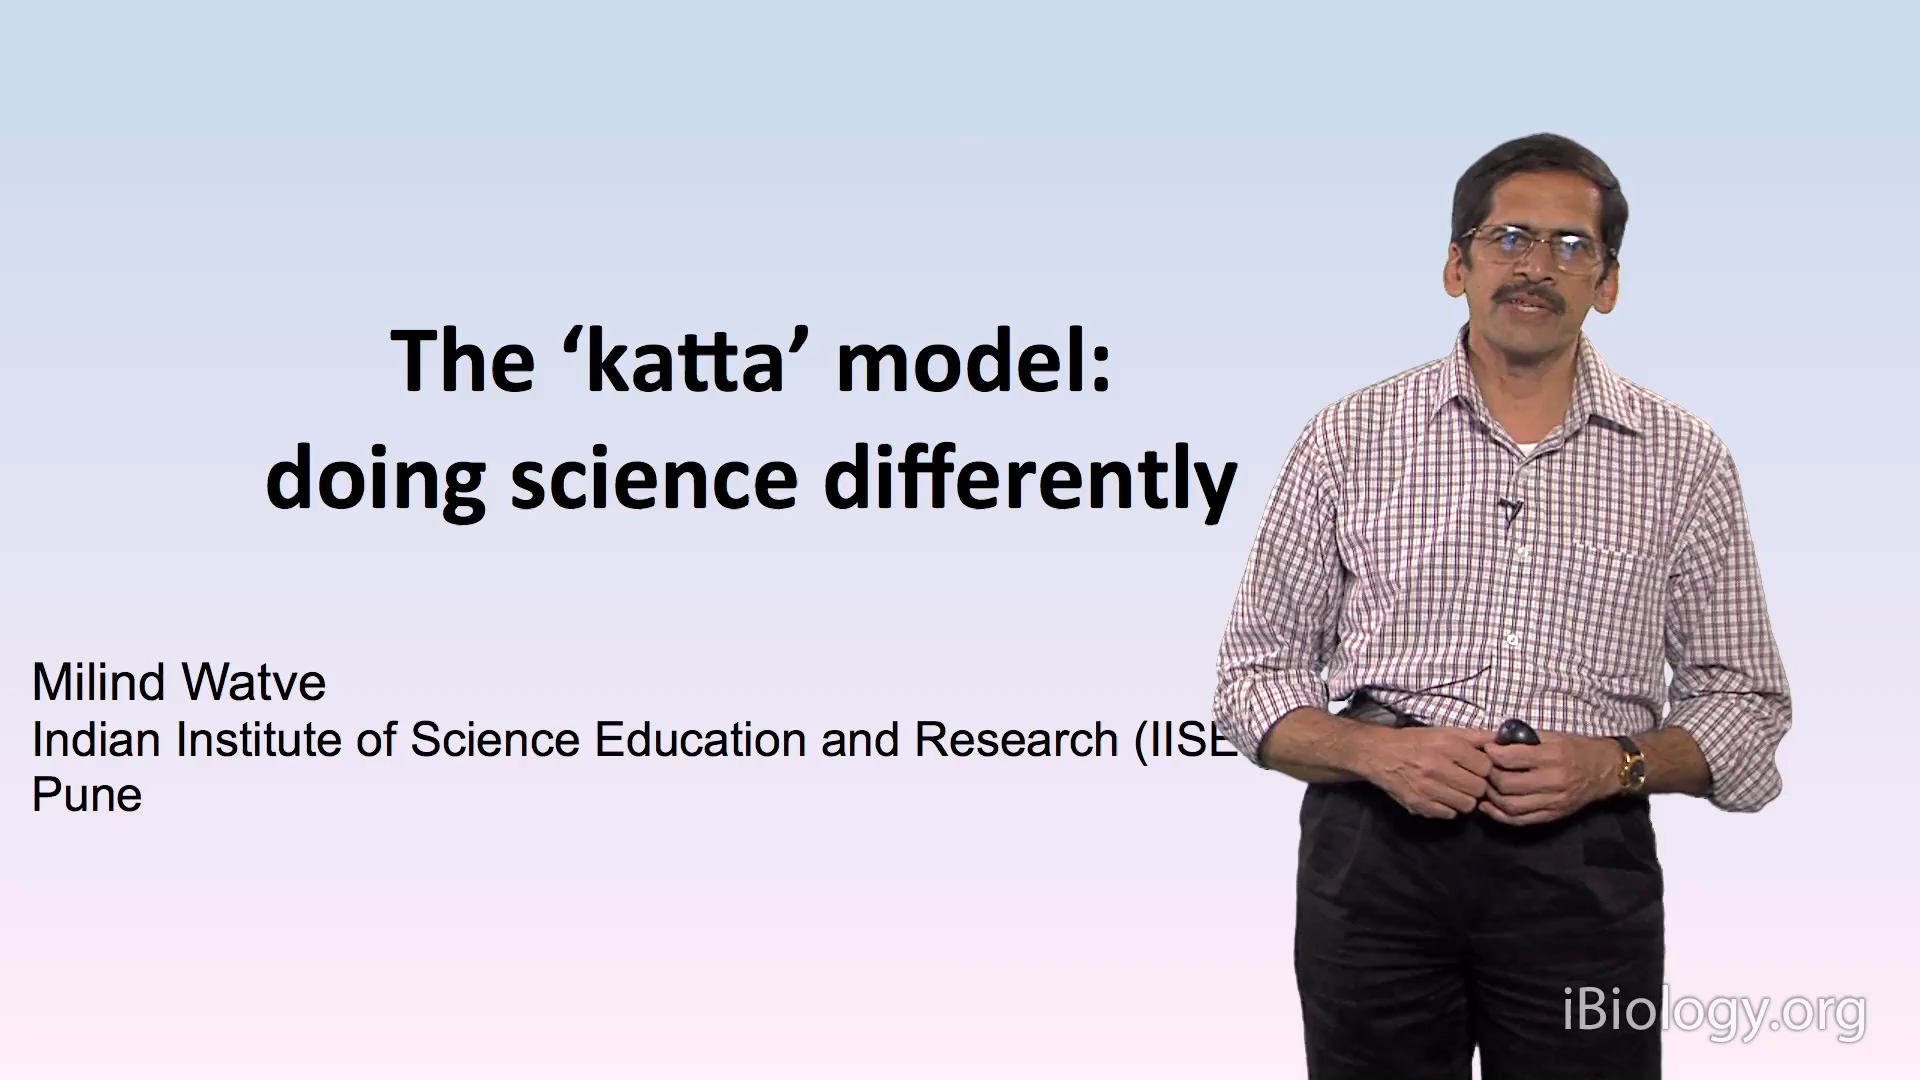 The ‘katta’ model:
doing science differently
Milind Watve
Indian Institute of Science Education and Research (IISE
Pune
iBiology.org